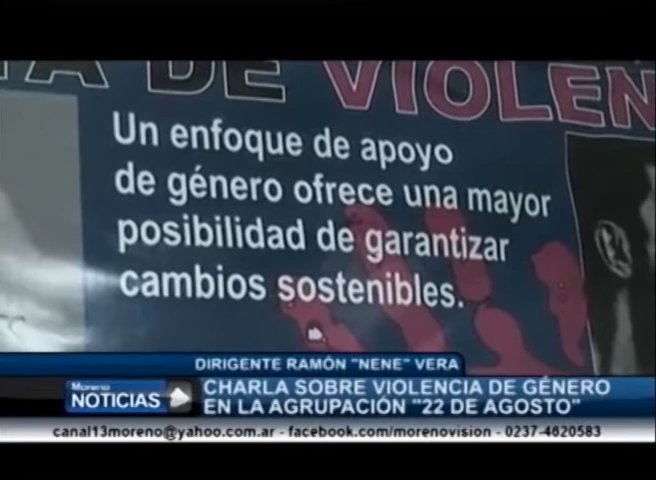 TA DE VIOLEN
Un enfoque de apoyo
de género ofrece una mayor
posibilidad de garantizar
cambios sostenibles.
DIRIGENTE RAMÓN "NENE" VERA
Moreno
NOTICIAS
CHARLA SOBRE VIOLENCIA DE GÉNERO
EN LA AGRUPACIÓN "22 DE AGOSTO"
canal13moreno@yahoo.com.ar - facebook.com/morenovision - 0237-4620583